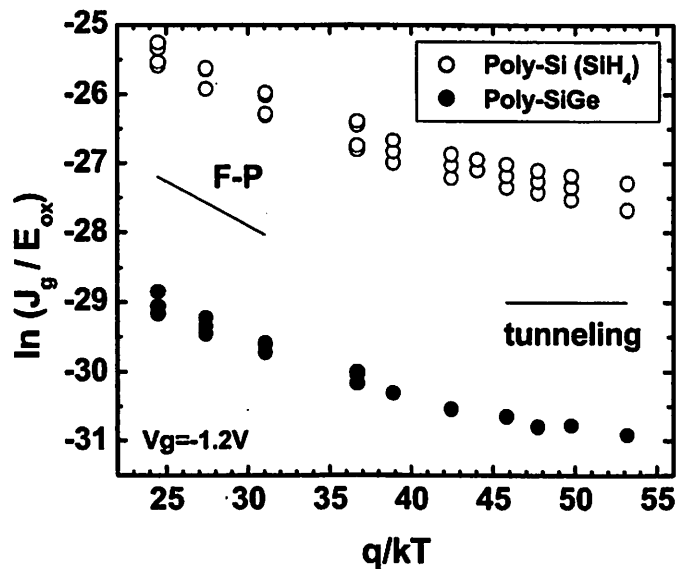 -25
-26
-27
-28
-29
-30
-31
ln (J_g / E_ox)
Poly-Si (SiH_4)
Poly-SiGe
F-P
tunneling
Vg=-1.2V
25 30 35 40 45 50 55
q/kT